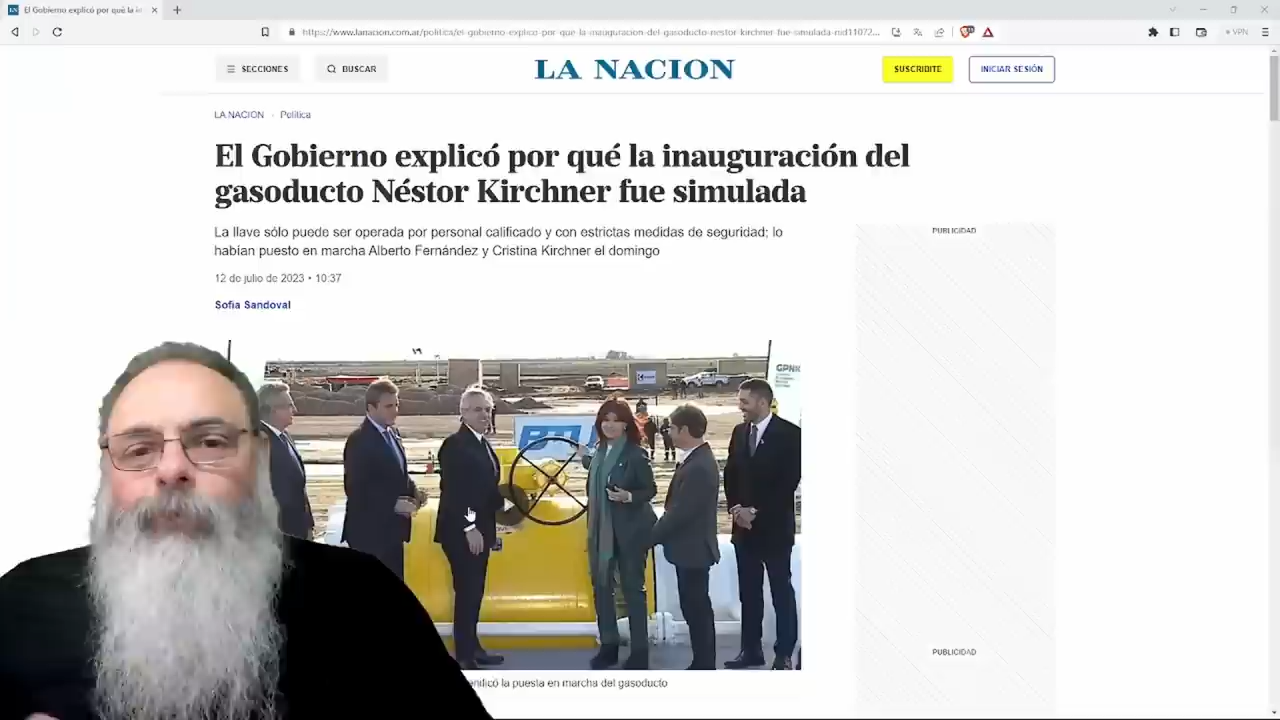 El Gobierno explicó por qué la in
https://www.lanacion.com.ar/politica/el-gobierno-explico-por-que-la-inauguracion-del-gasoducto-nestor-kirchner-fue-simulada-nid11072...
VPN
SECCIONES
BUSCAR
LA NACION
SUSCRIBITE
INICIAR SESIÓN
LA NACION
Política
El Gobierno explicó por qué la inauguración del
gasoducto Néstor Kirchner fue simulada
La llave sólo puede ser operada por personal calificado y con estrictas medidas de seguridad; lo
habían puesto en marcha Alberto Fernández y Cristina Kirchner el domingo
12 de julio de 2023 • 10:37
Sofía Sandoval
PUBLICIDAD
GPNK
PUBLICIDAD
la puesta en marcha del gasoducto